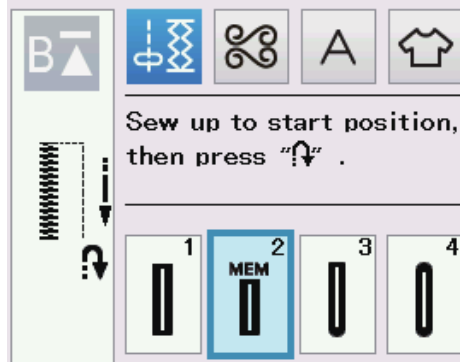 B
A
Sew up to start position,
then press "" .
1
2
3
4
MEM